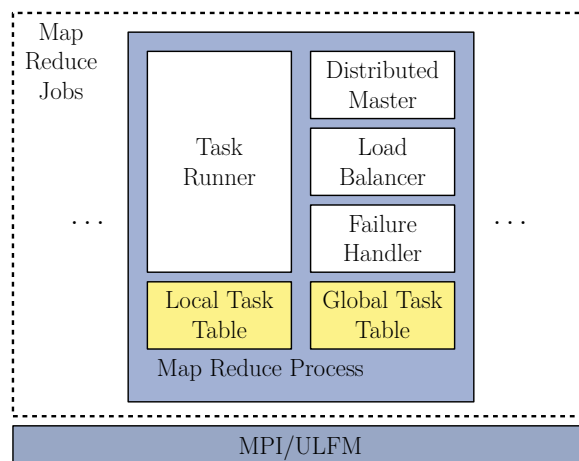 Map
Reduce
Jobs
Task
Runner
Distributed
Master
Load
Balancer
Failure
Handler
. . .
. . .
Local Task
Table
Global Task
Table
Map Reduce Process
MPI/ULFM